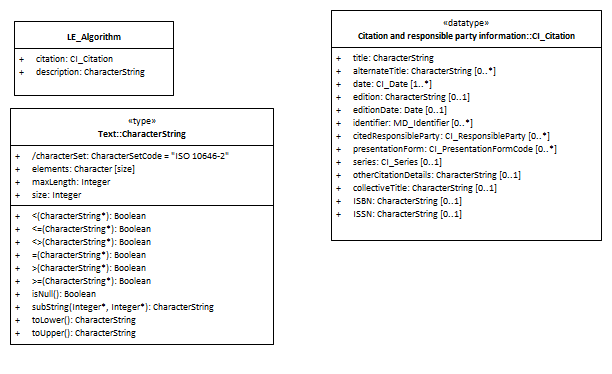 LE_Algorithm
+ citation: CI_Citation
+ description: CharacterString
«type»
Text::CharacterString
+ /characterSet: CharacterSetCode = "ISO 10646-2"
+ elements: Character [size]
+ maxLength: Integer
+ size: Integer
+ <(CharacterString*): Boolean
+ <=(CharacterString*): Boolean
+ <>(CharacterString*): Boolean
+ =(CharacterString*): Boolean
+ >(CharacterString*): Boolean
+ >=(CharacterString*): Boolean
+ isNull(): Boolean
+ subString(Integer*, Integer*): CharacterString
+ toLower(): CharacterString
+ toUpper(): CharacterString
«datatype»
Citation and responsible party information::CI_Citation
+ title: CharacterString
+ alternateTitle: CharacterString [0..*]
+ date: CI_Date [1..*]
+ edition: CharacterString [0..1]
+ editionDate: Date [0..1]
+ identifier: MD_Identifier [0..*]
+ citedResponsibleParty: CI_ResponsibleParty [0..*]
+ presentationForm: CI_PresentationFormCode [0..*]
+ series: CI_Series [0..1]
+ otherCitationDetails: CharacterString [0..1]
+ collectiveTitle: CharacterString [0..1]
+ ISBN: CharacterString [0..1]
+ ISSN: CharacterString [0..1]